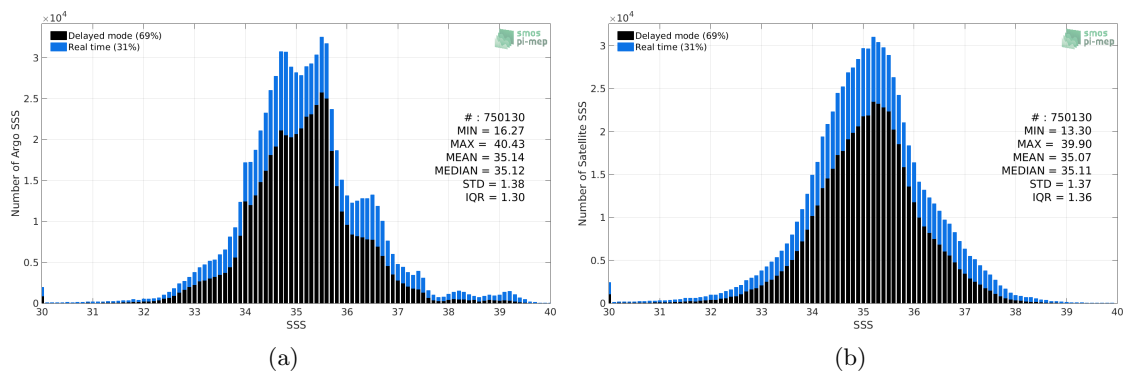 ×10⁴
Delayed mode (69%)
Real time (31%)
smos
pi-mep
3
2.5
2
1.5
1
0.5
0
Number of Argo SSS
# : 750130
MIN = 16.27
MAX = 40.43
MEAN = 35.14
MEDIAN = 35.12
STD = 1.38
IQR = 1.30
30 31 32 33 34 35 36 37 38 39 40
SSS
(a)
×10⁴
Delayed mode (69%)
Real time (31%)
smos
pi-mep
3
2.5
2
1.5
1
0.5
0
Number of Satellite SSS
# : 750130
MIN = 13.30
MAX = 39.90
MEAN = 35.07
MEDIAN = 35.11
STD = 1.37
IQR = 1.36
30 31 32 33 34 35 36 37 38 39 40
SSS
(b)